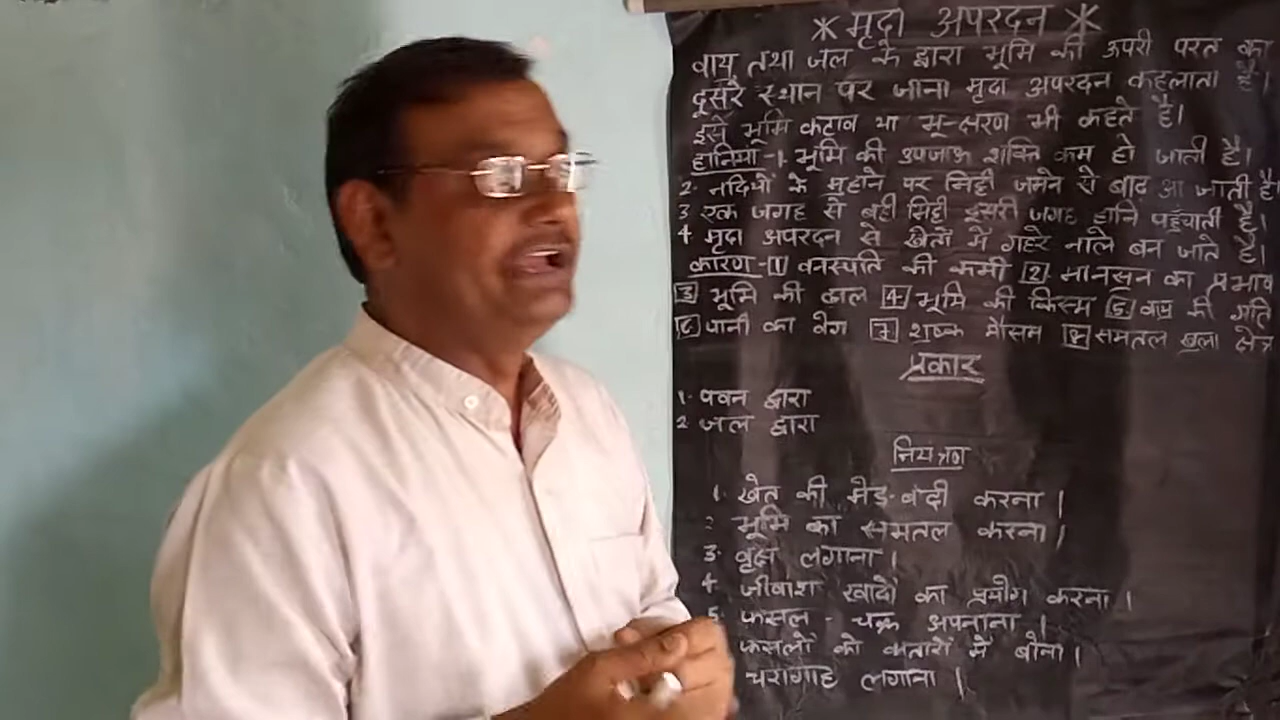 * मृदा अपरदन *
वायु तथा जल के द्वारा भूमि की ऊपरी परत का
दूसरे स्थान पर जाना मृदा अपरदन कहलाता है।
इसे भूमि कटाव या भू-क्षरण भी कहते है।
हानियां-1. भूमि की उपजाऊ शक्ति कम हो जाती है।
2. नदियों के मुहाने पर मिट्टी जमने से बाढ़ आ जाती है
3 एक जगह से बही मिट्टी दूसरी जगह हानि पहुँचाती है।
4 मृदा अपरदन से खेतों में गहरे नाले बन जाते है।
कारण-1 वनस्पति की कमी 2 मानसून का प्रभाव
3 भूमि की ढाल 4 भूमि की किस्म 5 वायु की गति
6 पानी का वेग 7 शुष्क मौसम 8 समतल खुला क्षेत्र
प्रकार
1. पवन द्वारा
2. जल द्वारा
नियंत्रण
1. खेत की मेड़-बंदी करना।
2 भूमि का समतल करना।
3. वृक्ष लगाना।
4. जीवांश खादों का प्रयोग करना।
5. फसल-चक्र अपनाना।
फसलों को कतारों में बोना।
चरागाह लगाना।